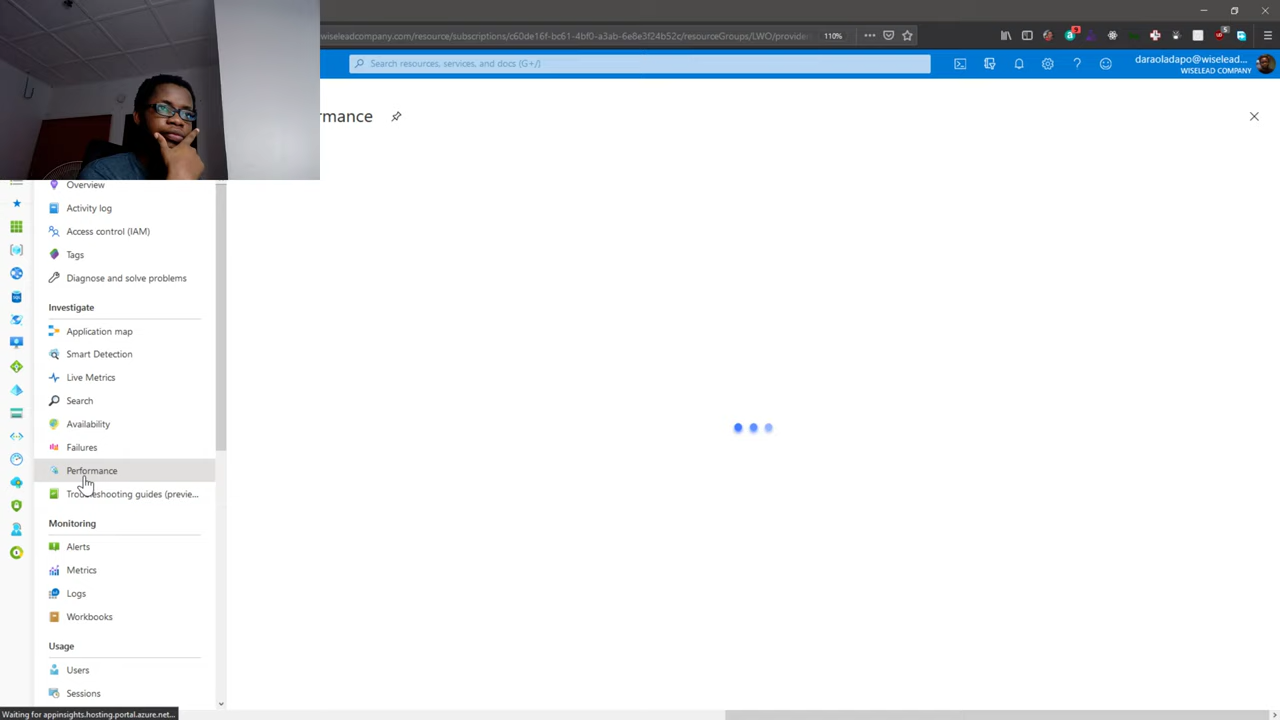 wiseleadcompany.com/resource/subscriptions/c60de16f-bc61-4bf0-a3ab-6e8e3f24b52c/resourceGroups/LWO/provider
110%
5
Search resources, services, and docs (G+/)
daraoladapo@wiselead...
WISELEAD COMPANY
rmance
Overview
Activity log
Access control (IAM)
Tags
Diagnose and solve problems
Investigate
Application map
Smart Detection
Live Metrics
Search
Availability
Failures
Performance
Troubleshooting guides (previe...
Monitoring
Alerts
Metrics
Logs
Workbooks
Usage
Users
Sessions
Waiting for appinsights.hosting.portal.azure.net...